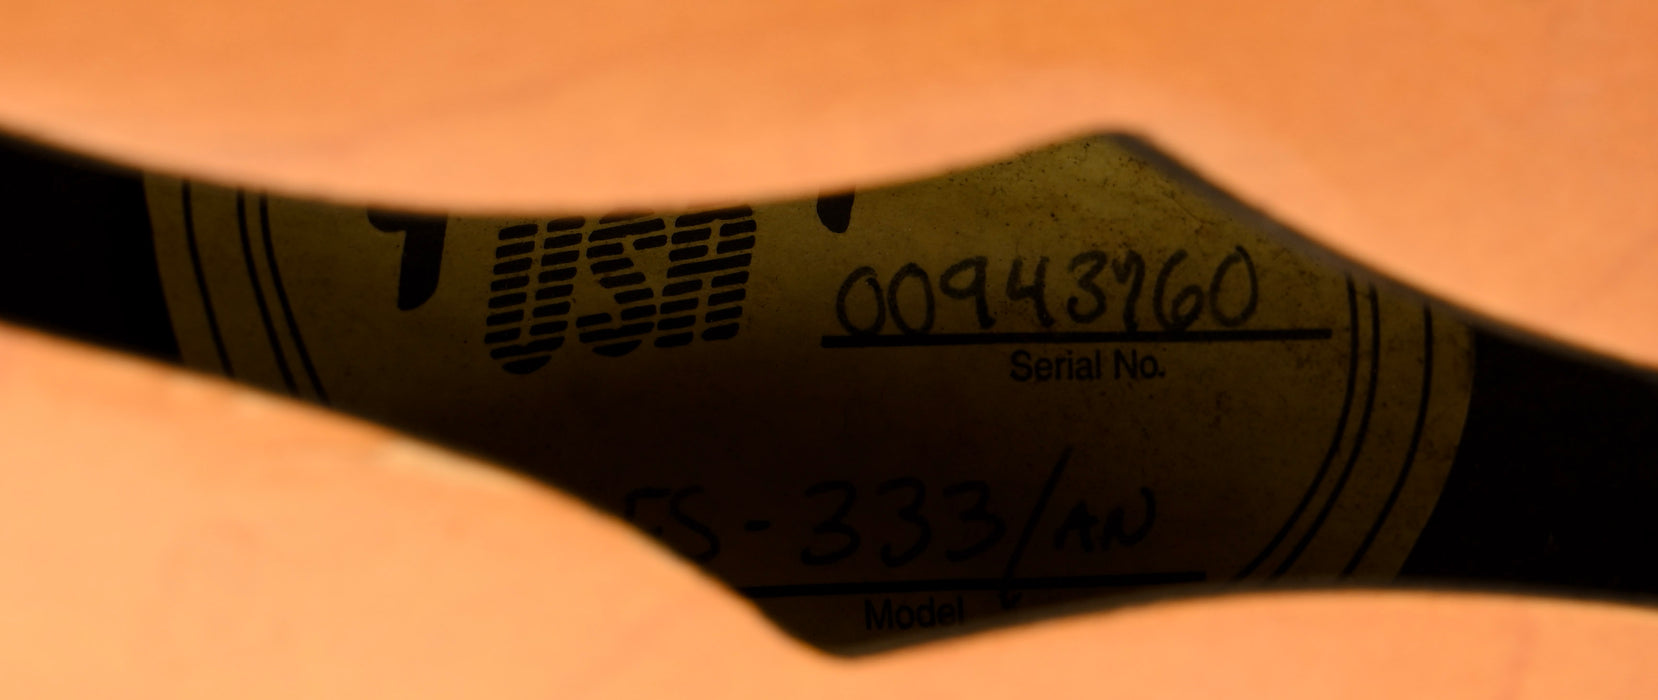 USA
00943760
Serial No.
ES-333/AN
Model